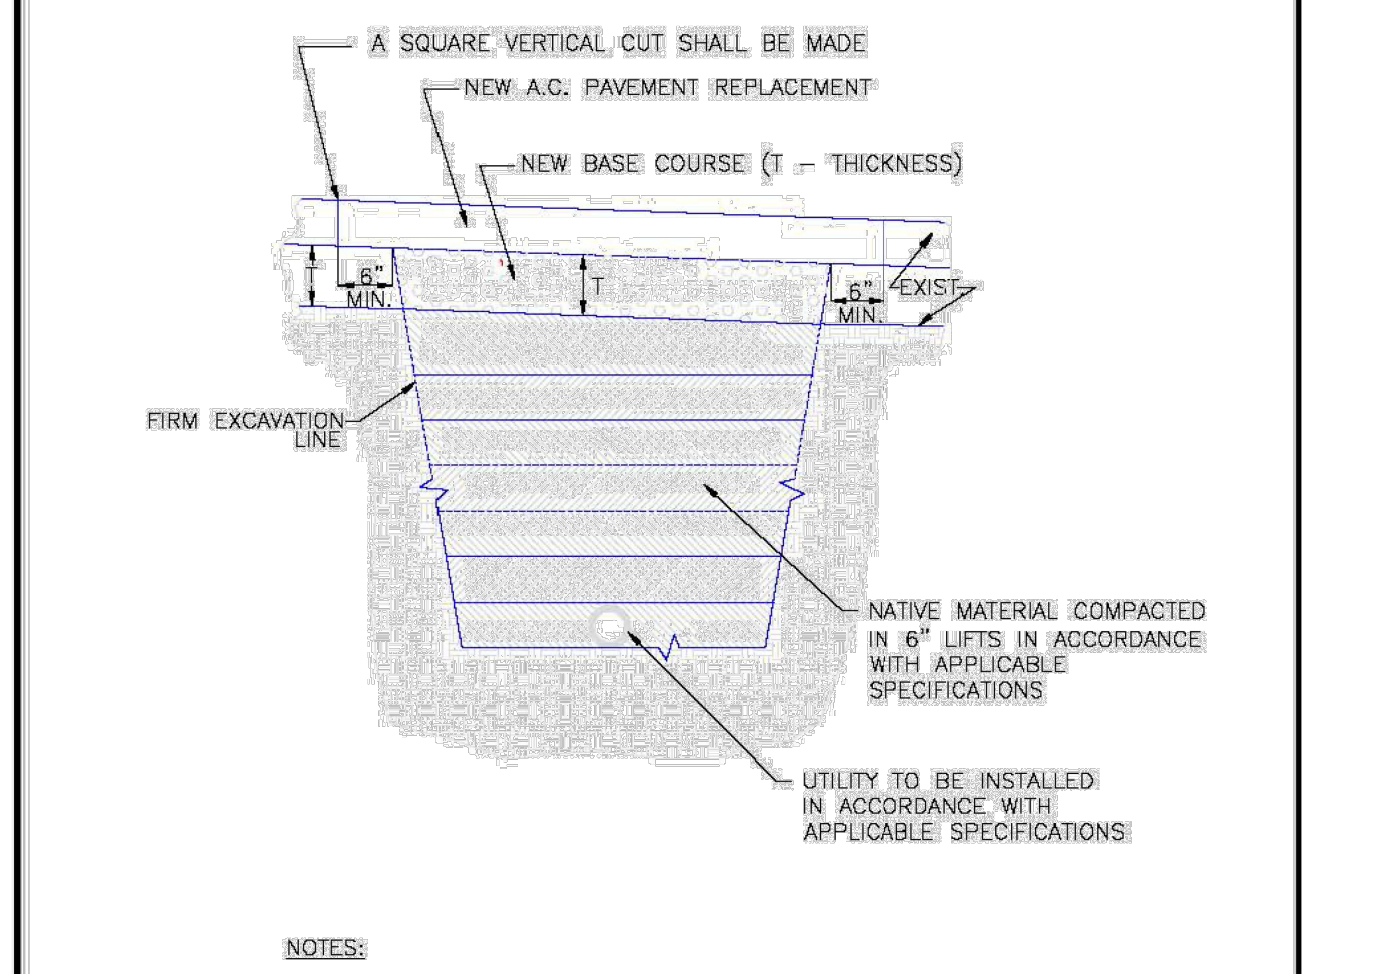 A SQUARE VERTICAL CUT SHALL BE MADE
NEW A.C. PAVEMENT REPLACEMENT
NEW BASE COURSE (T – THICKNESS)
T
6"
MIN.
T
6"
MIN.
EXIST
FIRM EXCAVATION
LINE
NATIVE MATERIAL COMPACTED
IN 6" LIFTS IN ACCORDANCE
WITH APPLICABLE
SPECIFICATIONS
UTILITY TO BE INSTALLED
IN ACCORDANCE WITH
APPLICABLE SPECIFICATIONS
NOTES: